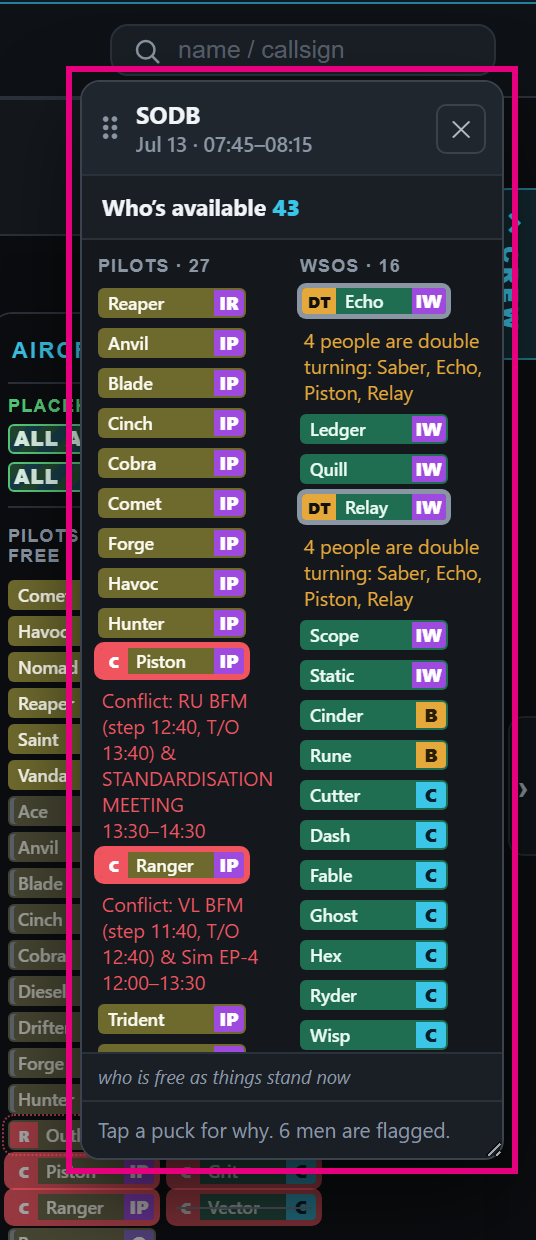 name / callsign
SODB
Jul 13 · 07:45–08:15
Who's available 43
PILOTS · 27
Reaper IR
Anvil IP
Blade IP
Cinch IP
Cobra IP
Comet IP
Forge IP
Havoc IP
Hunter IP
C Piston IP
Conflict: RU BFM
(step 12:40, T/O
13:40) &
STANDARDISATION
MEETING
13:30–14:30
C Ranger IP
Conflict: VL BFM
(step 11:40, T/O
12:40) & Sim EP-4
12:00–13:30
Trident IP
WSOS · 16
DT Echo IW
4 people are double
turning: Saber, Echo,
Piston, Relay
Ledger IW
Quill IW
DT Relay IW
4 people are double
turning: Saber, Echo,
Piston, Relay
Scope IW
Static IW
Cinder B
Rune B
Cutter C
Dash C
Fable C
Ghost C
Hex C
Ryder C
Wisp C
who is free as things stand now
Tap a puck for why. 6 men are flagged.
CREW
ALL A
ALL
PILOTS
FREE
Come
Havoc
Nomad
Reaper
Saint
Vanda
Ace
Anvil
Blade
Cinch
Cobra
Diesel
Drifte
Forge
Hunter
R Outl
C Piston IP
C Ranger IP
C Grit C
C Vector C